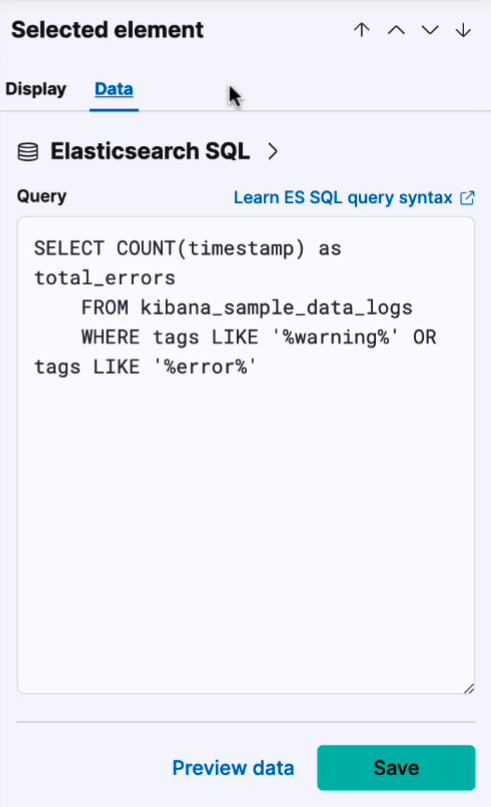 Selected element
Display Data
Elasticsearch SQL
Query Learn ES SQL query syntax
SELECT COUNT(timestamp) as
total_errors
    FROM kibana_sample_data_logs
    WHERE tags LIKE '%warning%' OR
tags LIKE '%error%'
Preview data Save